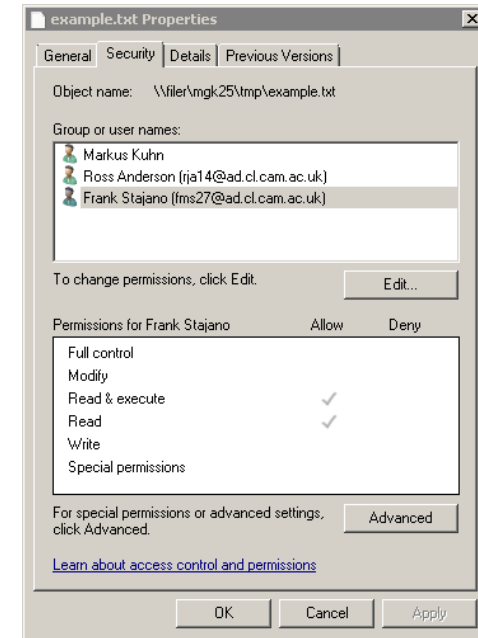 example.txt Properties
General Security Details Previous Versions
Object name: \\filer\mgk25\tmp\example.txt
Group or user names:
Markus Kuhn
Ross Anderson (rja14@ad.cl.cam.ac.uk)
Frank Stajano (fms27@ad.cl.cam.ac.uk)
To change permissions, click Edit.
Edit...
Permissions for Frank Stajano Allow Deny
Full control
Modify
Read & execute
Read
Write
Special permissions
For special permissions or advanced settings,
click Advanced.
Advanced
Learn about access control and permissions
OK Cancel Apply